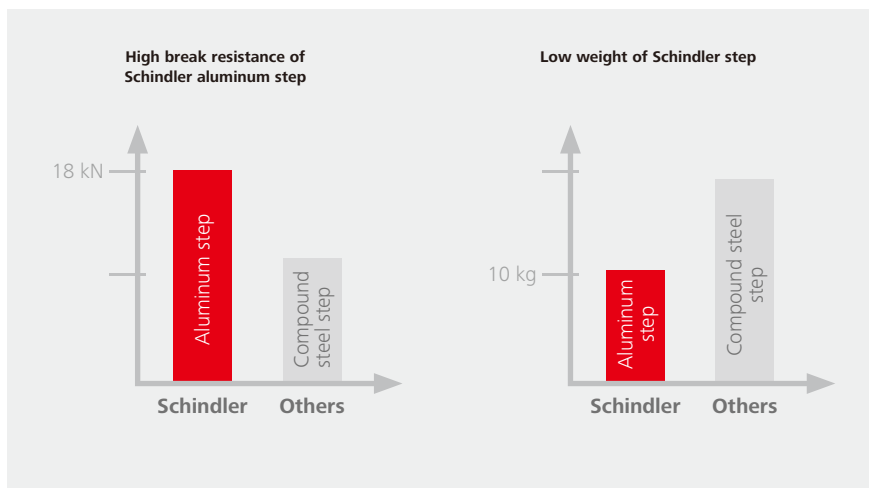 High break resistance of
Schindler aluminum step
18 kN
Aluminum step
Compound
steel step
Schindler
Others
Low weight of Schindler step
10 kg
Aluminum
step
Compound steel
step
Schindler
Others